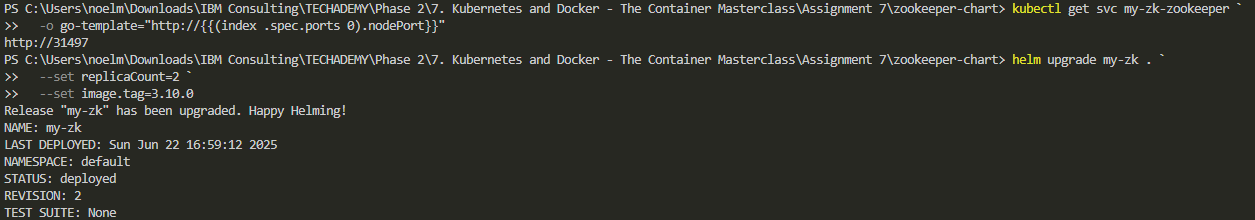 PS C:\Users\noelm\Downloads\IBM Consulting\TECHADEMY\Phase 2\7. Kubernetes and Docker - The Container Masterclass\Assignment 7\zookeeper-chart> kubectl get svc my-zk-zookeeper `
>>   -o go-template="http://{{(index .spec.ports 0).nodePort}}"
http://31497
PS C:\Users\noelm\Downloads\IBM Consulting\TECHADEMY\Phase 2\7. Kubernetes and Docker - The Container Masterclass\Assignment 7\zookeeper-chart> helm upgrade my-zk . `
>>   --set replicaCount=2 `
>>   --set image.tag=3.10.0
Release "my-zk" has been upgraded. Happy Helming!
NAME: my-zk
LAST DEPLOYED: Sun Jun 22 16:59:12 2025
NAMESPACE: default
STATUS: deployed
REVISION: 2
TEST SUITE: None